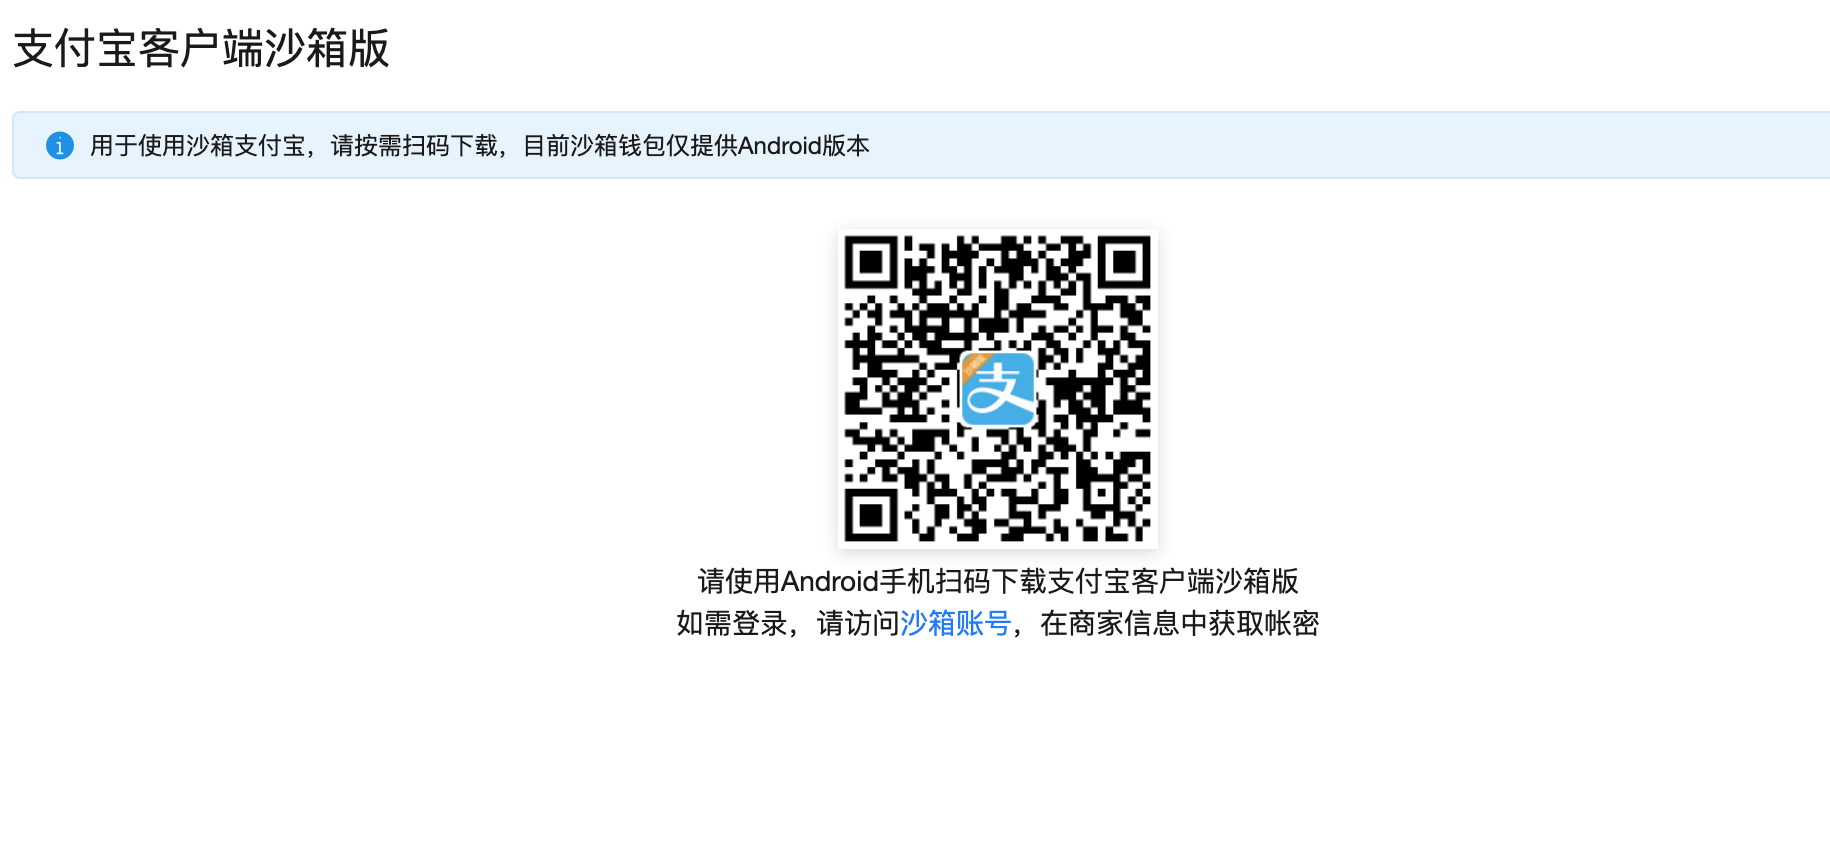 支付宝客户端沙箱版
用于使用沙箱支付宝，请按需扫码下载，目前沙箱钱包仅提供Android版本
沙箱版
支
请使用Android手机扫码下载支付宝客户端沙箱版
如需登录，请访问沙箱账号，在商家信息中获取帐密